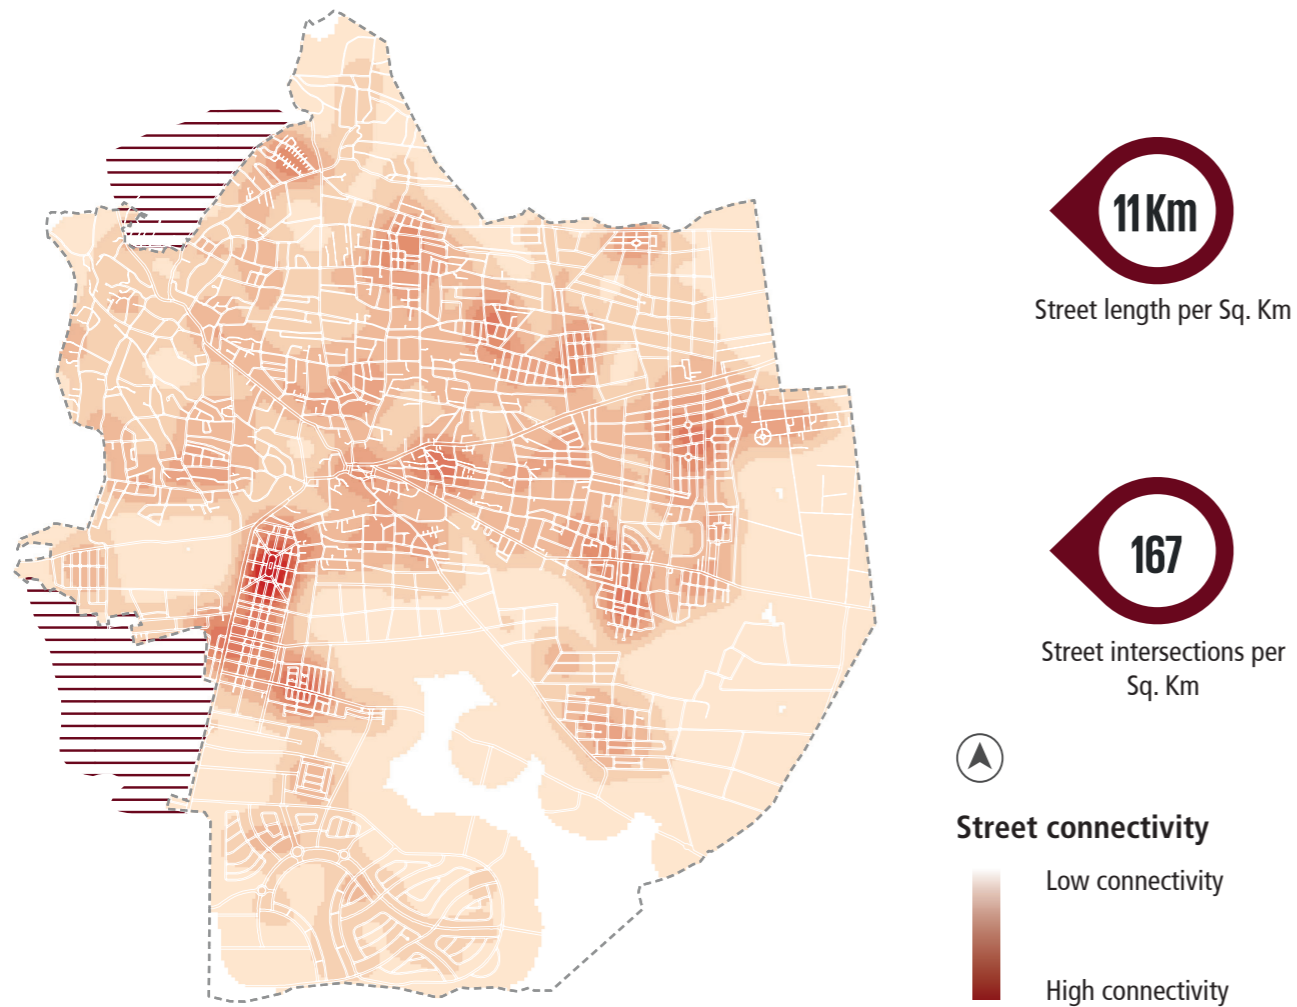 11 Km
Street length per Sq. Km
167
Street intersections per
Sq. Km
Street connectivity
Low connectivity
High connectivity